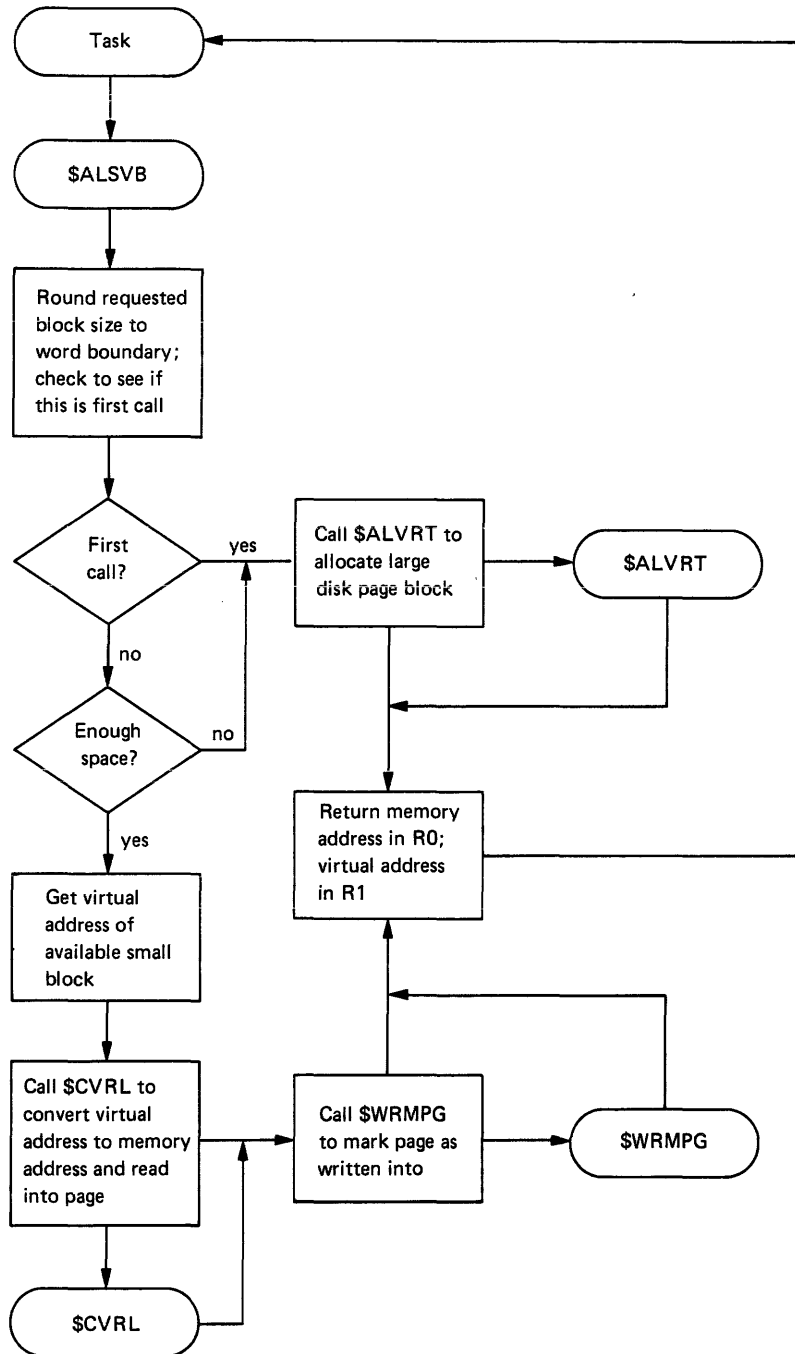 Task
$ALSVB
Round requested
block size to
word boundary;
check to see if
this is first call
First
call?
yes
Call $ALVRT to
allocate large
disk page block
$ALVRT
no
Enough
space?
no
yes
Return memory
address in R0;
virtual address
in R1
Get virtual
address of
available small
block
Call $CVRL to
convert virtual
address to memory
address and read
into page
Call $WRMPG
to mark page as
written into
$WRMPG
$CVRL